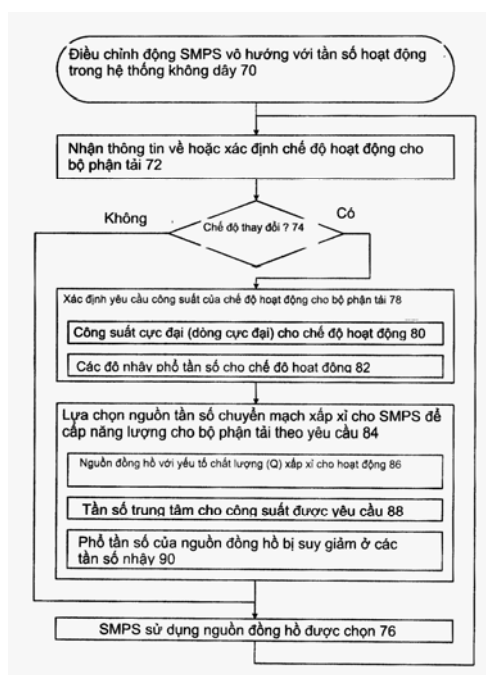 Điều chỉnh động SMPS vô hướng với tần số hoạt động
trong hệ thống không dây 70
Nhận thông tin về hoặc xác định chế độ hoạt động cho
bộ phận tải 72
Không
Chế độ thay đổi ? 74
Có
Xác định yêu cầu công suất của chế độ hoạt động cho bộ phận tải 78
Công suất cực đại (dòng cực đại) cho chế độ hoạt động 80
Các độ nhạy phổ tần số cho chế độ hoạt động 82
Lựa chọn nguồn tần số chuyển mạch xấp xỉ cho SMPS để
cấp năng lượng cho bộ phận tải theo yêu cầu 84
Nguồn đồng hồ với yếu tố chất lượng (Q) xấp xỉ cho hoạt động 86
Tần số trung tâm cho công suất được yêu cầu 88
Phổ tần số của nguồn đồng hồ bị suy giảm ở các
tần số nhạy 90
SMPS sử dụng nguồn đồng hồ được chọn 76